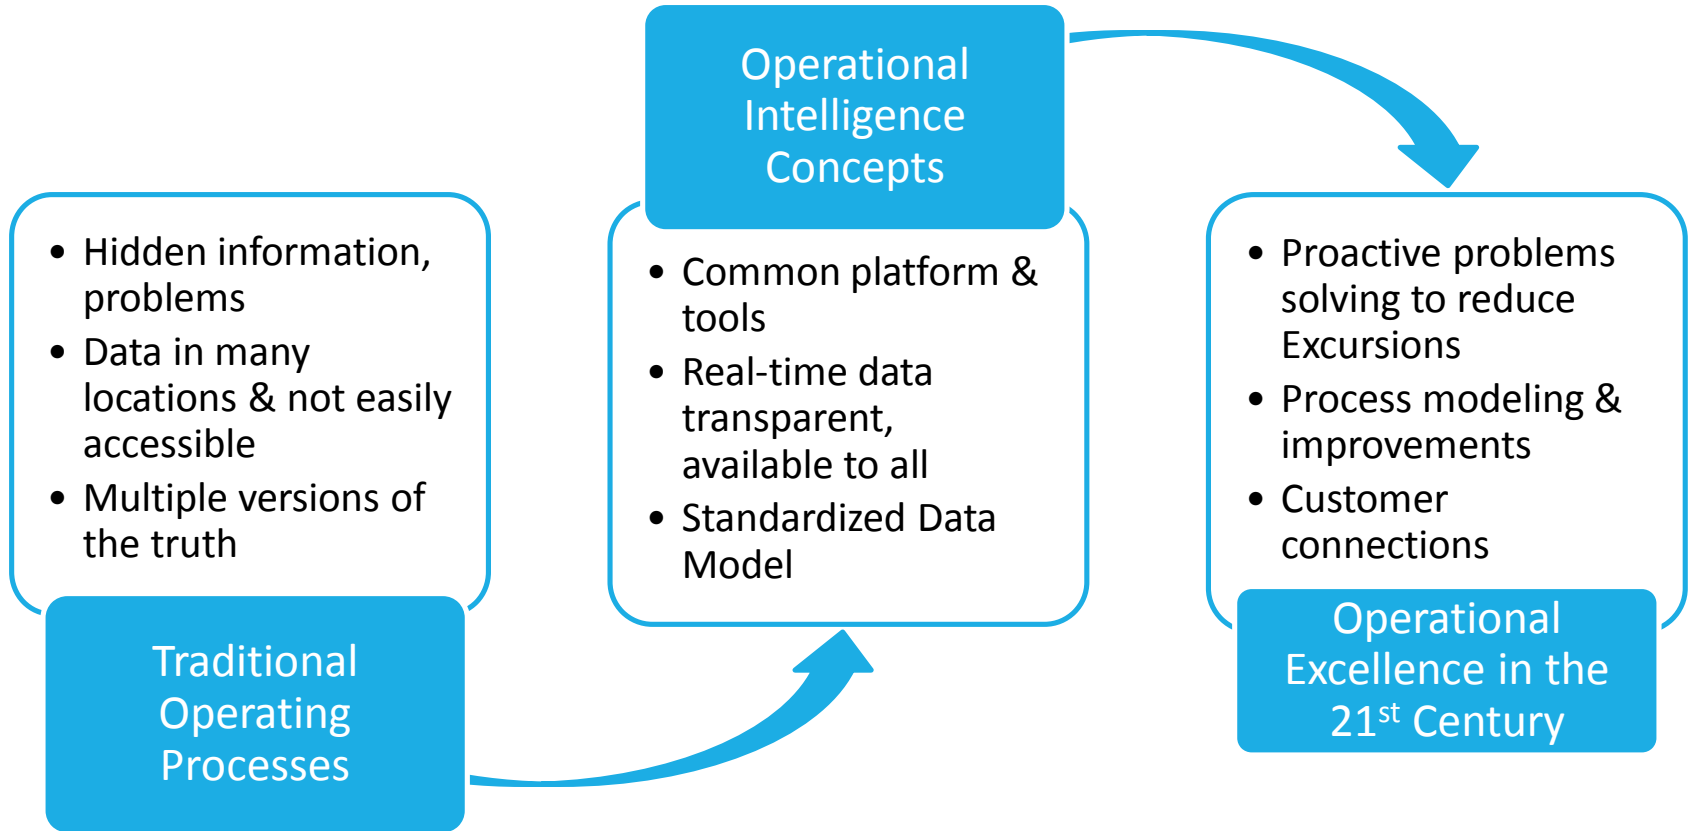 • Hidden information,
problems
• Data in many
locations & not easily
accessible
• Multiple versions of
the truth
Traditional
Operating
Processes
Operational
Intelligence
Concepts
• Common platform &
tools
• Real-time data
transparent,
available to all
• Standardized Data
Model
• Proactive problems
solving to reduce
Excursions
• Process modeling &
improvements
• Customer
connections
Operational
Excellence in the
21st Century